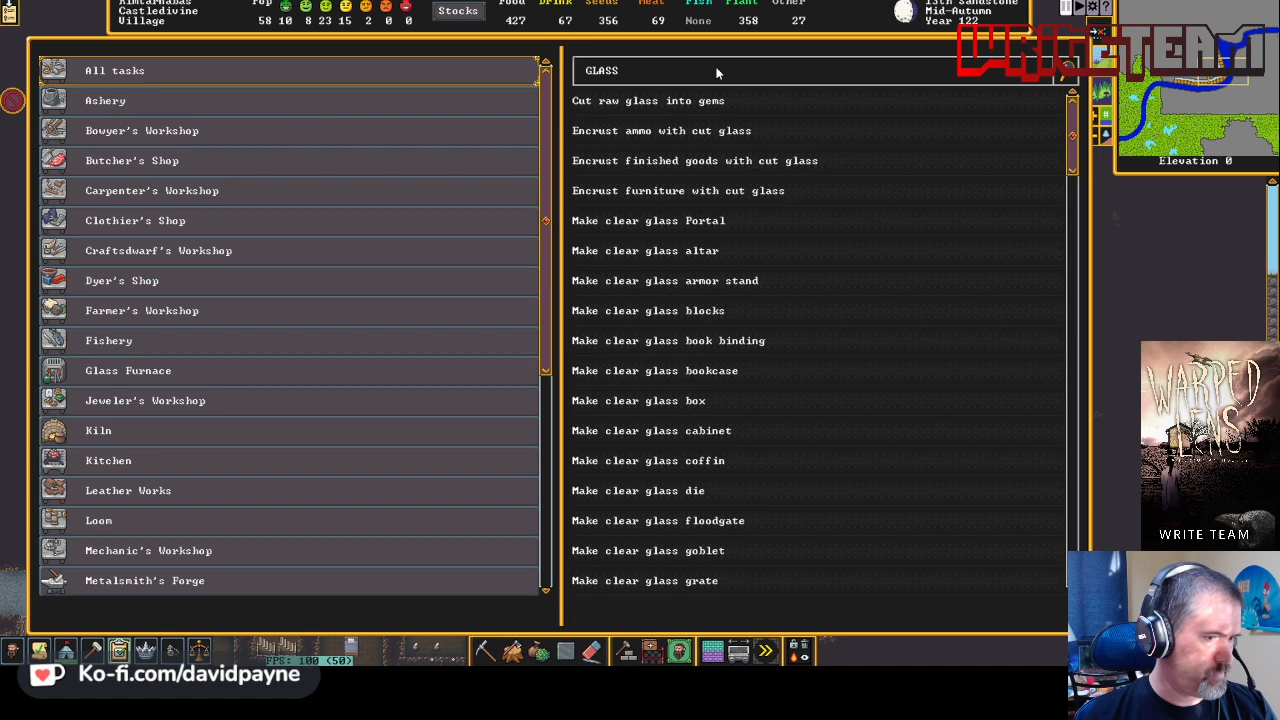 Pop Drink Seeds Meat Fish Plant Other
Castledivine Food 13th Sandstone
Village 58 10 8 23 15 2 0 0 Stocks 427 67 356 69 None 358 27 Mid-Autumn
Year 122
WRITE TEAM
Elevation 0
All tasks
Ashery
Bowyer's Workshop
Butcher's Shop
Carpenter's Workshop
Clothier's Shop
Craftsdwarf's Workshop
Dyer's Shop
Farmer's Workshop
Fishery
Glass Furnace
Jeweler's Workshop
Kiln
Kitchen
Leather Works
Loom
Mechanic's Workshop
Metalsmith's Forge
GLASS
Cut raw glass into gems
Encrust ammo with cut glass
Encrust finished goods with cut glass
Encrust furniture with cut glass
Make clear glass Portal
Make clear glass altar
Make clear glass armor stand
Make clear glass blocks
Make clear glass book binding
Make clear glass bookcase
Make clear glass box
Make clear glass cabinet
Make clear glass coffin
Make clear glass die
Make clear glass floodgate
Make clear glass goblet
Make clear glass grate
WARPED
LENS
WRITE TEAM
FPS: 100 (50)
Ko-fi.com/davidpayne